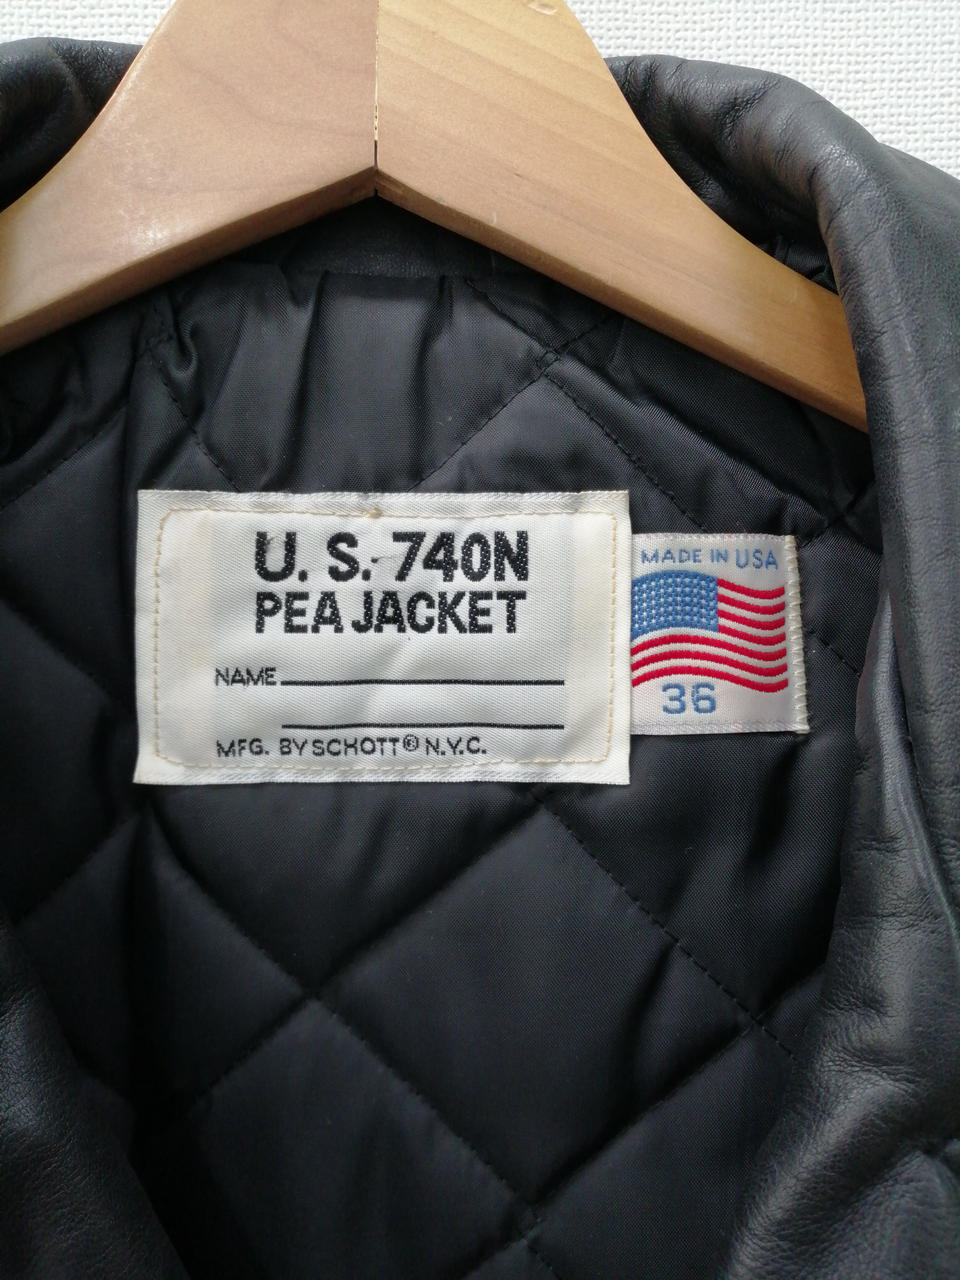 U. S. 740N
PEA JACKET
NAME
MFG. BY SCHOTT® N.Y.C.
MADE IN USA
36